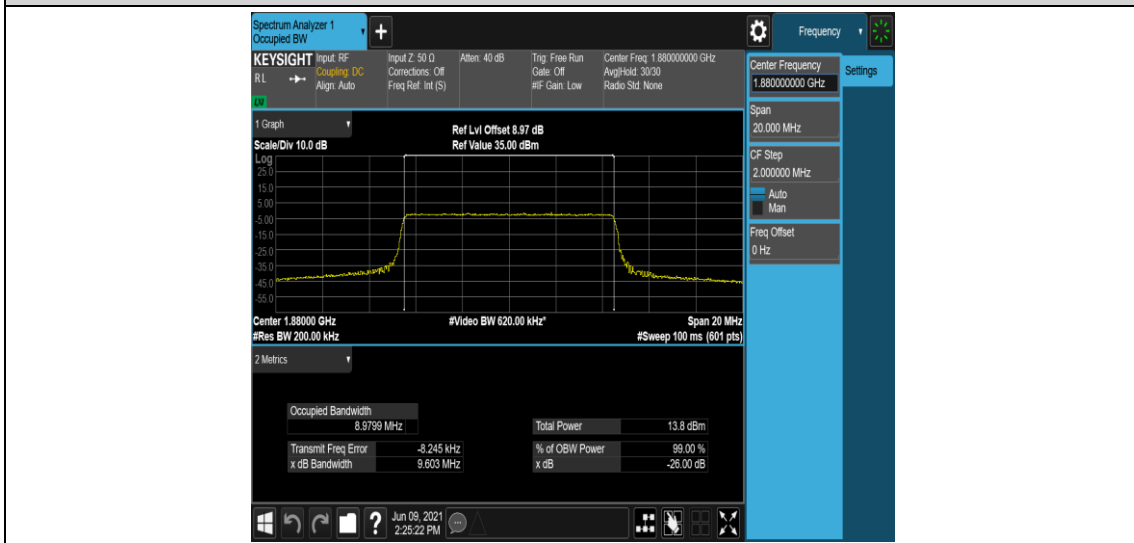 Spectrum Analyzer 1
Occupied BW
Frequency
KEYSIGHT
RL
LXI
Input: RF
Coupling: DC
Align: Auto
Input Z: 50 Ω
Corrections: Off
Freq Ref: Int (S)
Atten: 40 dB
Trig: Free Run
Gate: Off
#IF Gain: Low
Center Freq: 1.880000000 GHz
Avg|Hold: 30/30
Radio Std: None
Center Frequency
1.880000000 GHz
Settings
Span
20.000 MHz
CF Step
2.000000 MHz
Auto
Man
Freq Offset
0 Hz
1 Graph
Scale/Div 10.0 dB
Ref Lvl Offset 8.97 dB
Ref Value 35.00 dBm
Log
25.0
15.0
5.00
-5.00
-15.0
-25.0
-35.0
-45.0
-55.0
Center 1.88000 GHz
#Video BW 620.00 kHz*
Span 20 MHz
#Res BW 200.00 kHz
#Sweep 100 ms (601 pts)
2 Metrics
Occupied Bandwidth
8.9799 MHz
Total Power 13.8 dBm
Transmit Freq Error -8.245 kHz
% of OBW Power 99.00 %
x dB Bandwidth 9.603 MHz
x dB -26.00 dB
?
Jun 09, 2021
2:25:22 PM